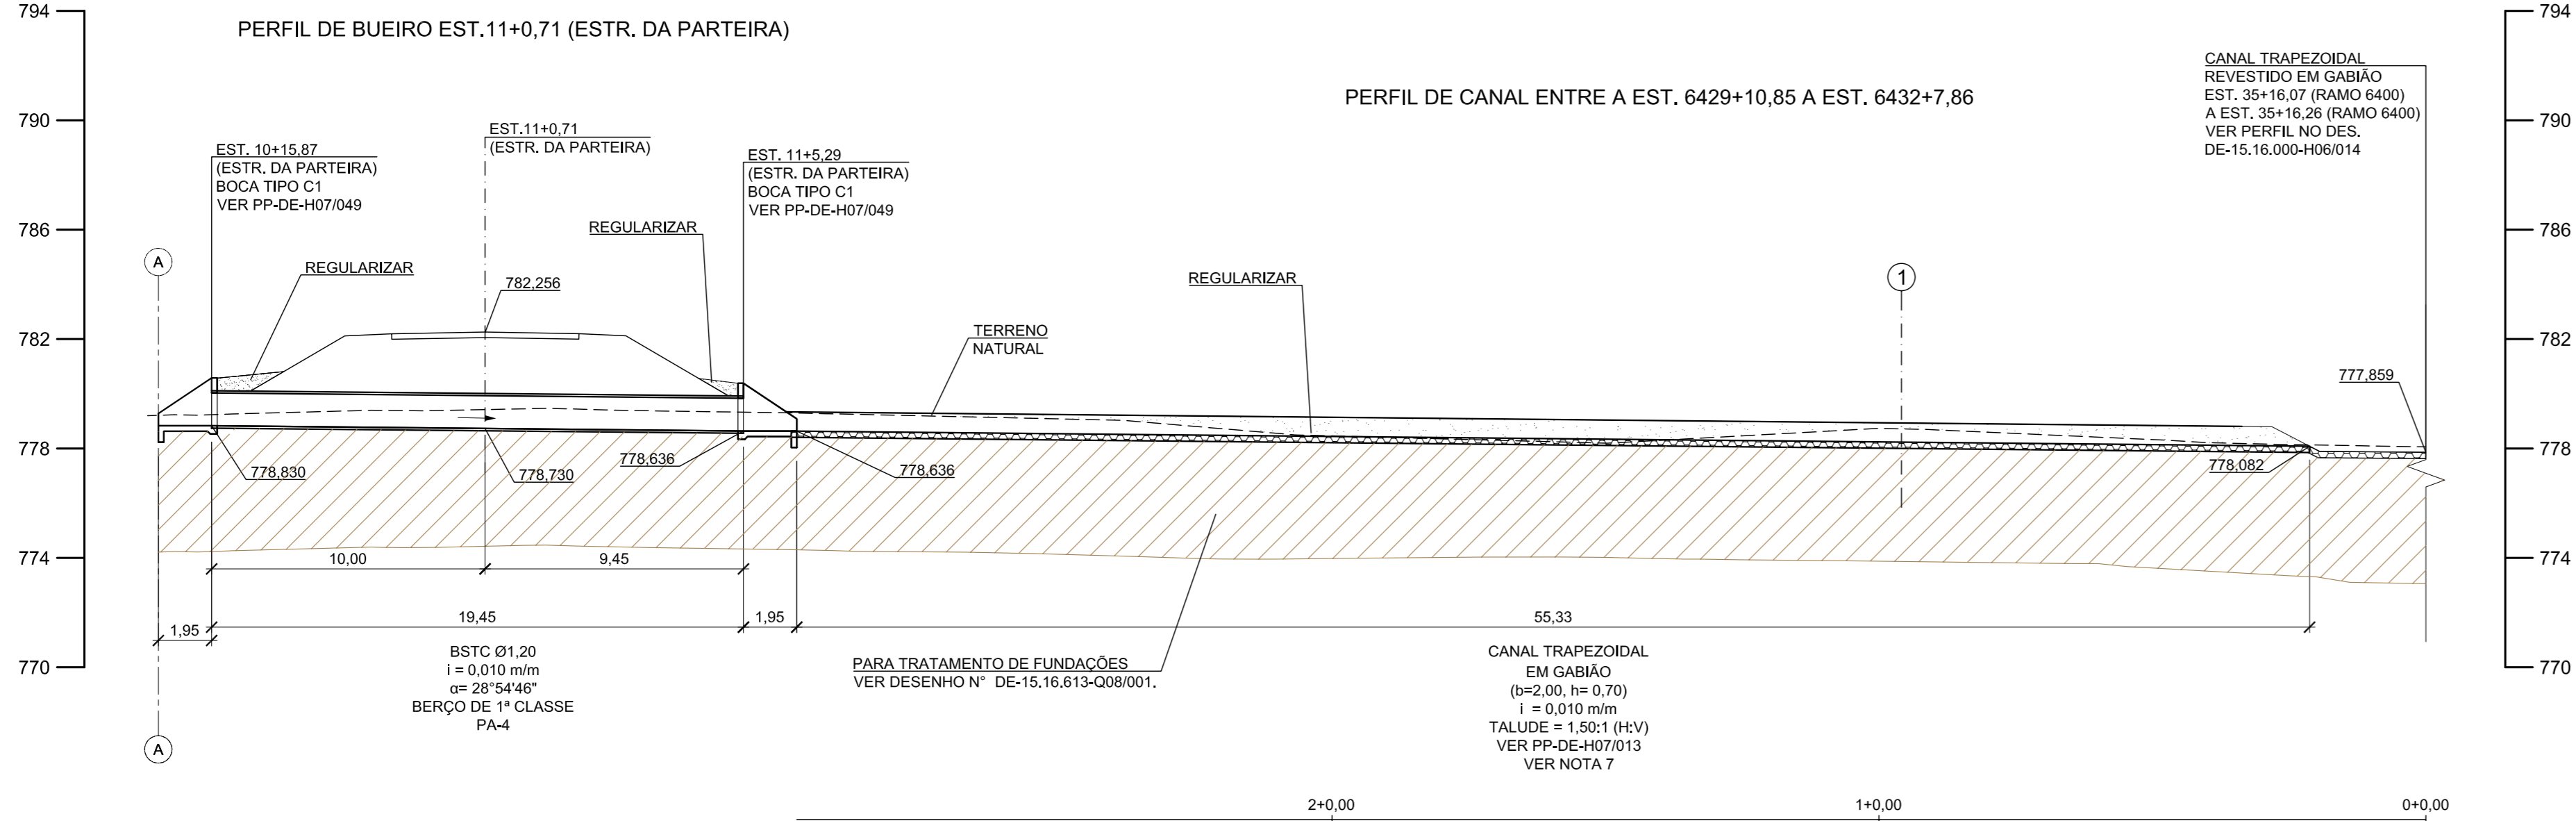 PERFIL DE BUEIRO EST.11+0,71 (ESTR. DA PARTEIRA)
PERFIL DE CANAL ENTRE A EST. 6429+10,85 A EST. 6432+7,86
CANAL TRAPEZOIDAL
REVESTIDO EM GABIÃO
EST. 35+16,07 (RAMO 6400)
A EST. 35+16,26 (RAMO 6400)
VER PERFIL NO DES.
DE-15.16.000-H06/014
794
790
786
782
778
774
770
794
790
786
782
778
774
770
EST. 10+15,87
(ESTR. DA PARTEIRA)
BOCA TIPO C1
VER PP-DE-H07/049
EST.11+0,71
(ESTR. DA PARTEIRA)
EST. 11+5,29
(ESTR. DA PARTEIRA)
BOCA TIPO C1
VER PP-DE-H07/049
REGULARIZAR
REGULARIZAR
REGULARIZAR
A
1
782,256
TERRENO
NATURAL
777,859
778,830
778,730
778,636
778,636
778,082
10,00
9,45
1,95
19,45
1,95
55,33
BSTC Ø1,20
i = 0,010 m/m
α= 28°54'46"
BERÇO DE 1ª CLASSE
PA-4
PARA TRATAMENTO DE FUNDAÇÕES
VER DESENHO N° DE-15.16.613-Q08/001.
CANAL TRAPEZOIDAL
EM GABIÃO
(b=2,00, h= 0,70)
i = 0,010 m/m
TALUDE = 1,50:1 (H:V)
VER PP-DE-H07/013
VER NOTA 7
A
2+0,00
1+0,00
0+0,00